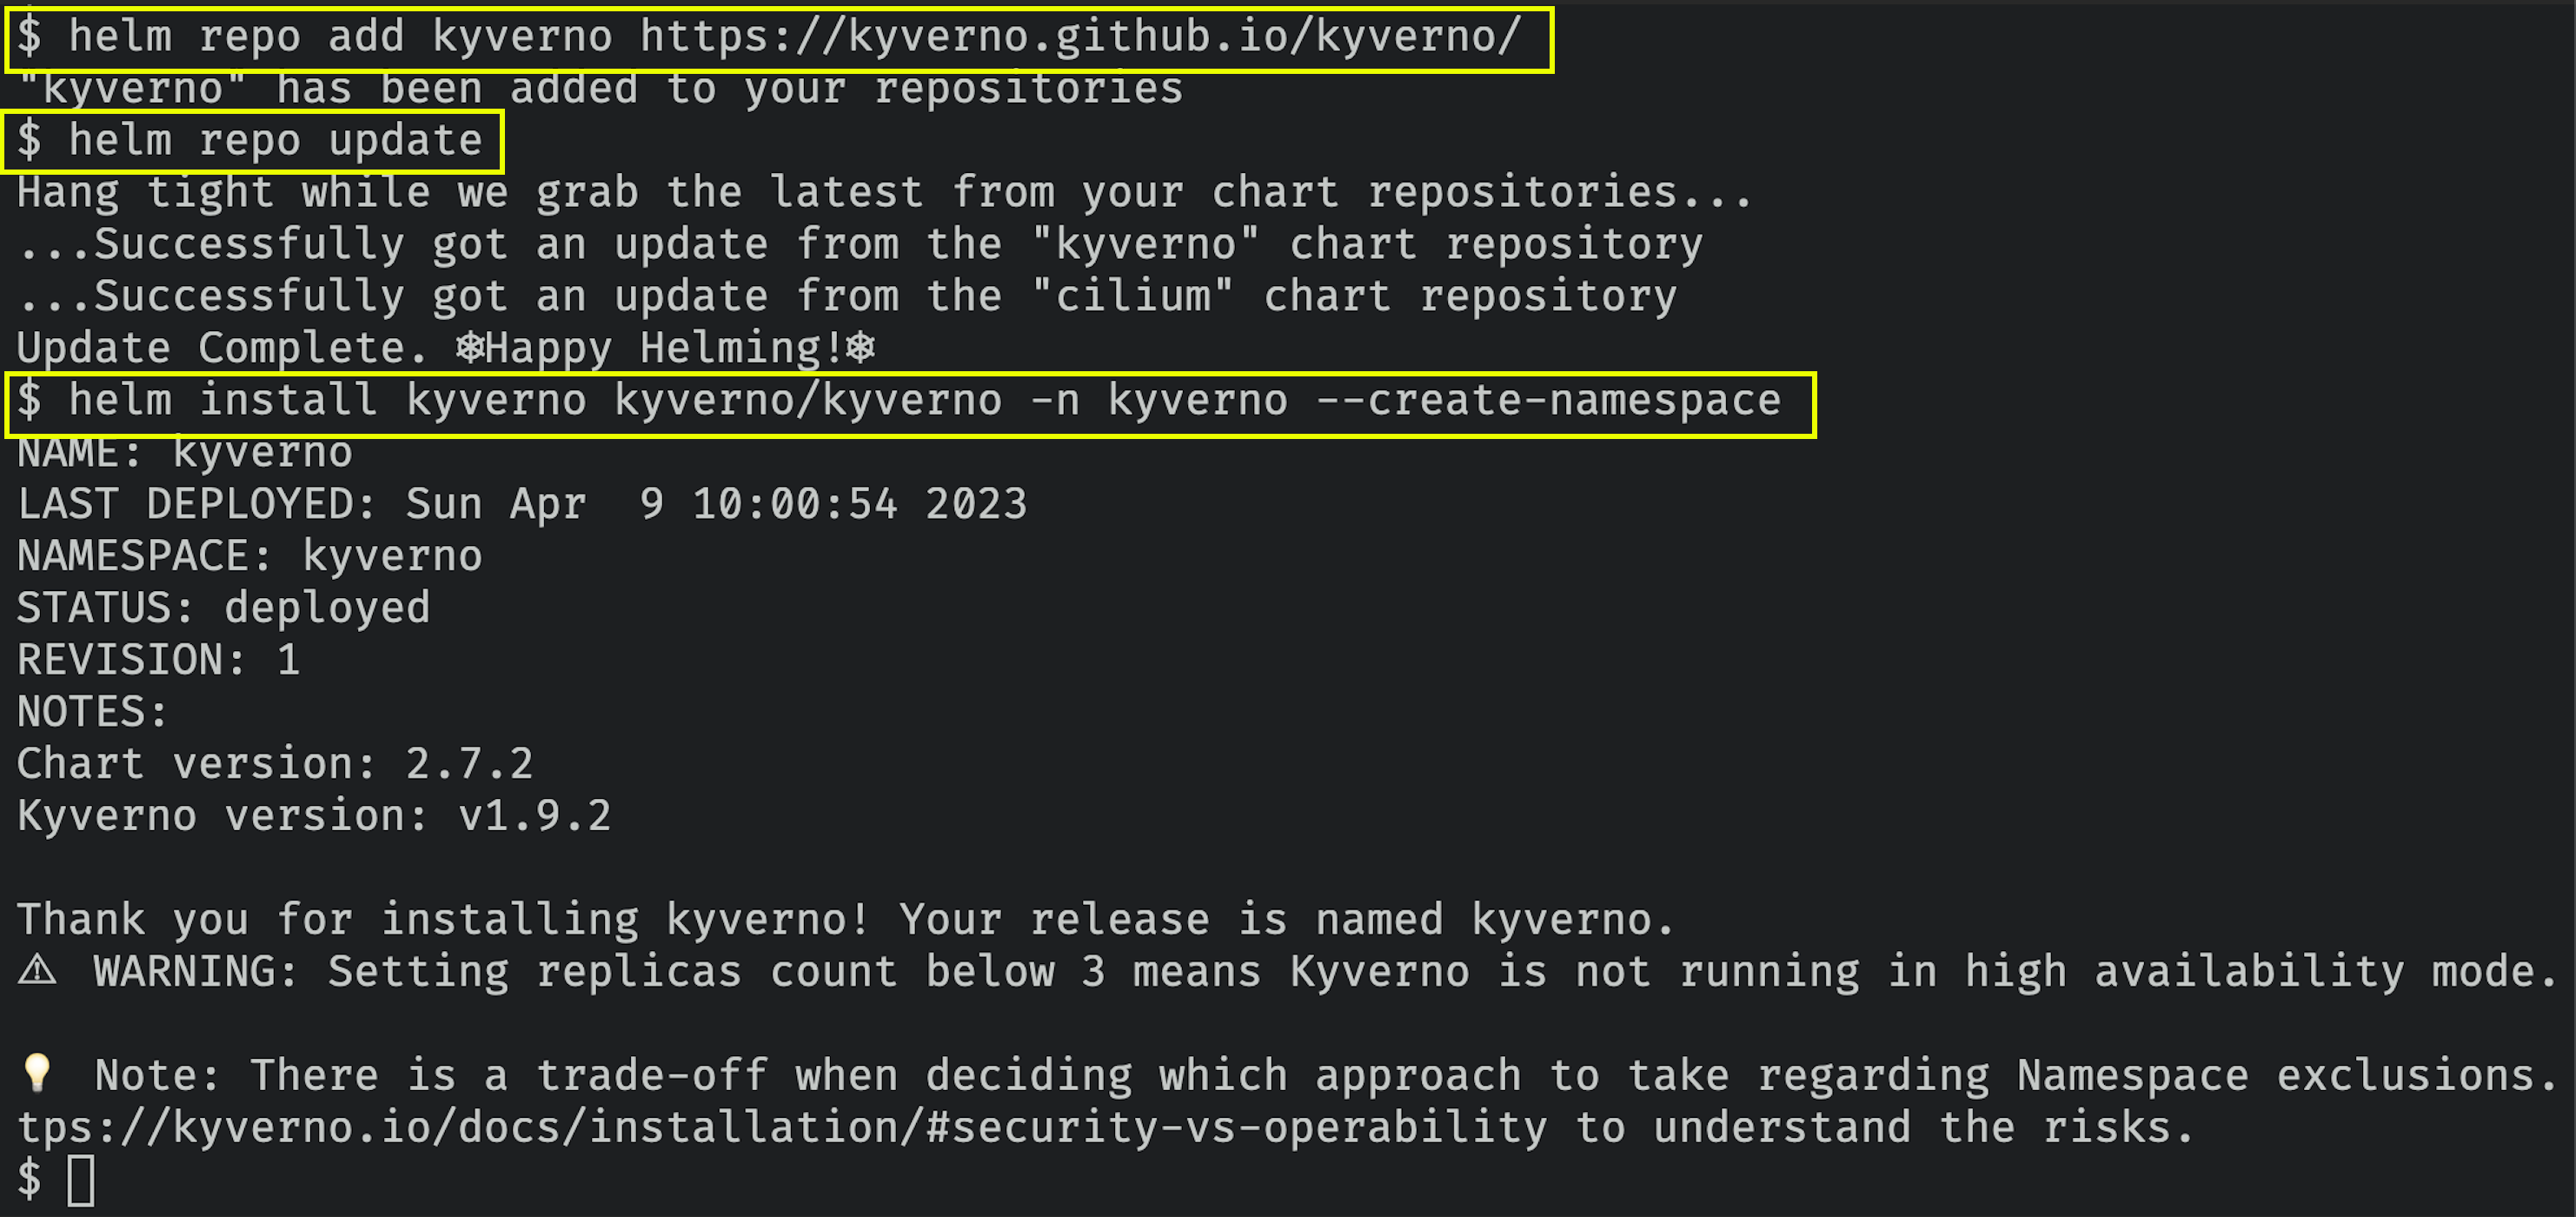 $ helm repo add kyverno https://kyverno.github.io/kyverno/
"kyverno" has been added to your repositories
$ helm repo update
Hang tight while we grab the latest from your chart repositories...
...Successfully got an update from the "kyverno" chart repository
...Successfully got an update from the "cilium" chart repository
Update Complete. ⎈Happy Helming!⎈
$ helm install kyverno kyverno/kyverno -n kyverno --create-namespace
NAME: kyverno
LAST DEPLOYED: Sun Apr  9 10:00:54 2023
NAMESPACE: kyverno
STATUS: deployed
REVISION: 1
NOTES:
Chart version: 2.7.2
Kyverno version: v1.9.2
Thank you for installing kyverno! Your release is named kyverno.
⚠ WARNING: Setting replicas count below 3 means Kyverno is not running in high availability mode.
💡 Note: There is a trade-off when deciding which approach to take regarding Namespace exclusions.
tps://kyverno.io/docs/installation/#security-vs-operability to understand the risks.
$